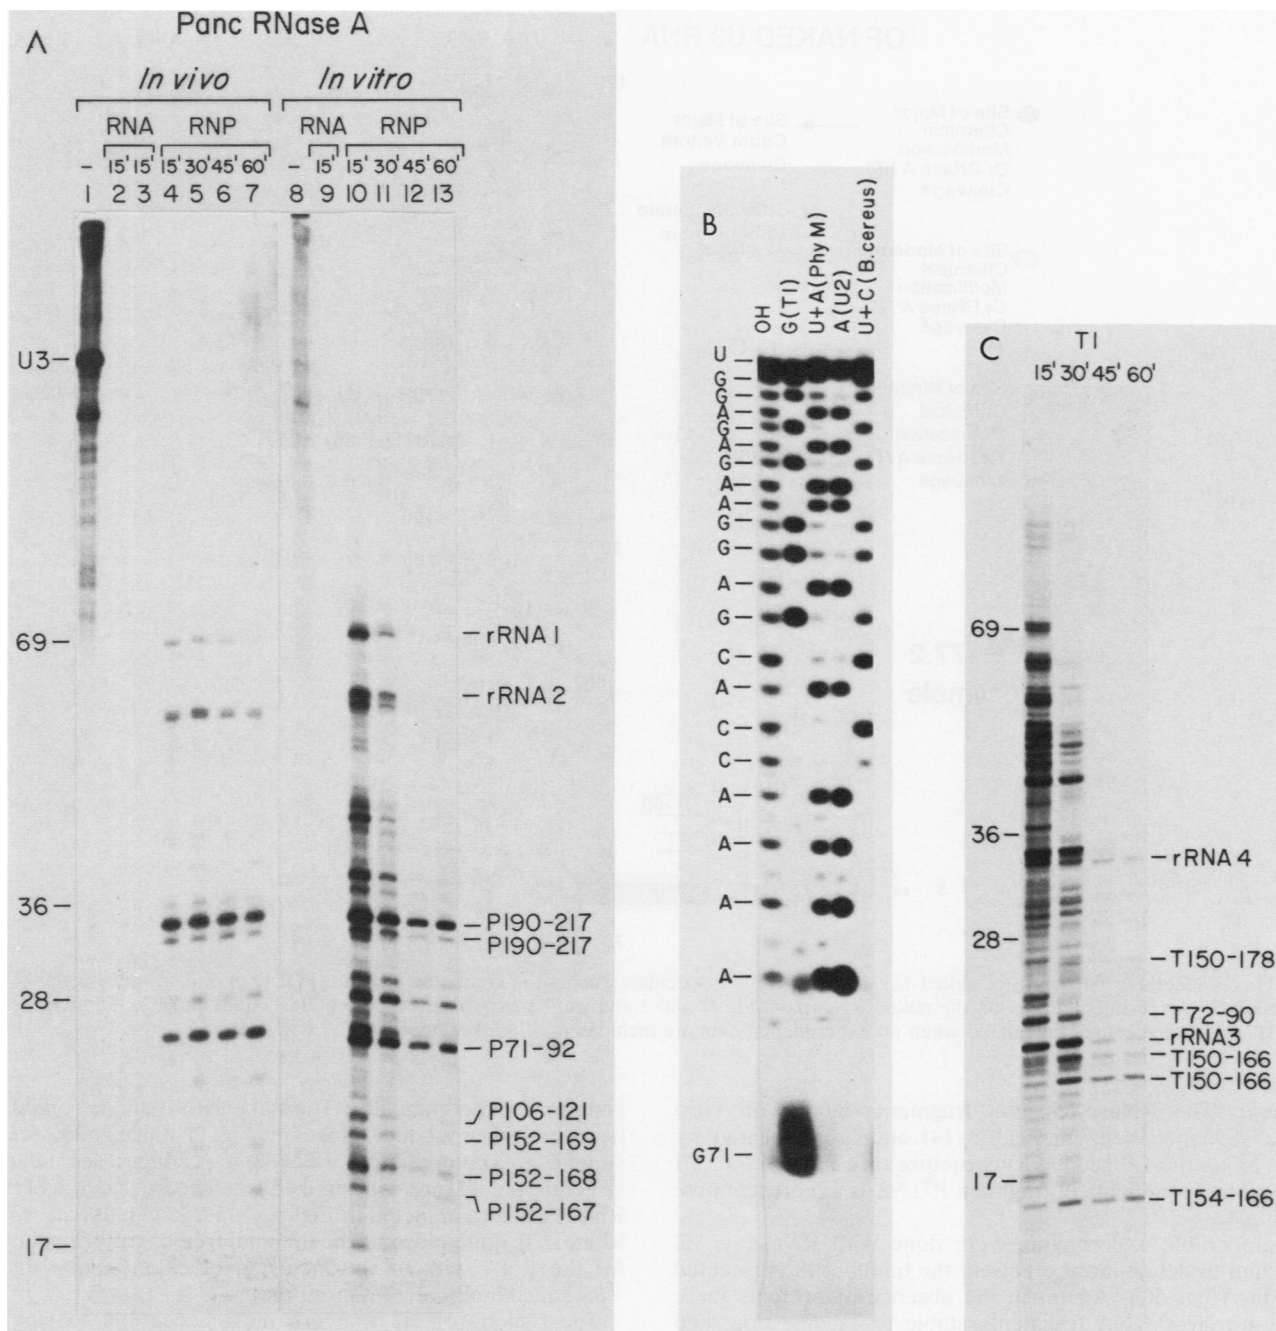 A
Panc RNase A
In vivo
In vitro
RNA RNP RNA RNP
- 15' 15' 15' 30' 45' 60' - 15' 15' 30' 45' 60'
1 2 3 4 5 6 7 8 9 10 11 12 13
U3
69
36
28
17
rRNA 1
rRNA 2
P190-217
P190-217
P71-92
P106-121
P152-169
P152-168
P152-167
B
OH
G(T1)
U+A(Phy M)
A(U2)
U+C(B.cereus)
U
G
G
A
G
A
G
A
A
G
G
A
G
C
A
C
C
A
A
A
A
G71
C
T1
15' 30' 45' 60'
69
36
28
17
rRNA 4
T150-178
T72-90
rRNA3
T150-166
T150-166
T154-166